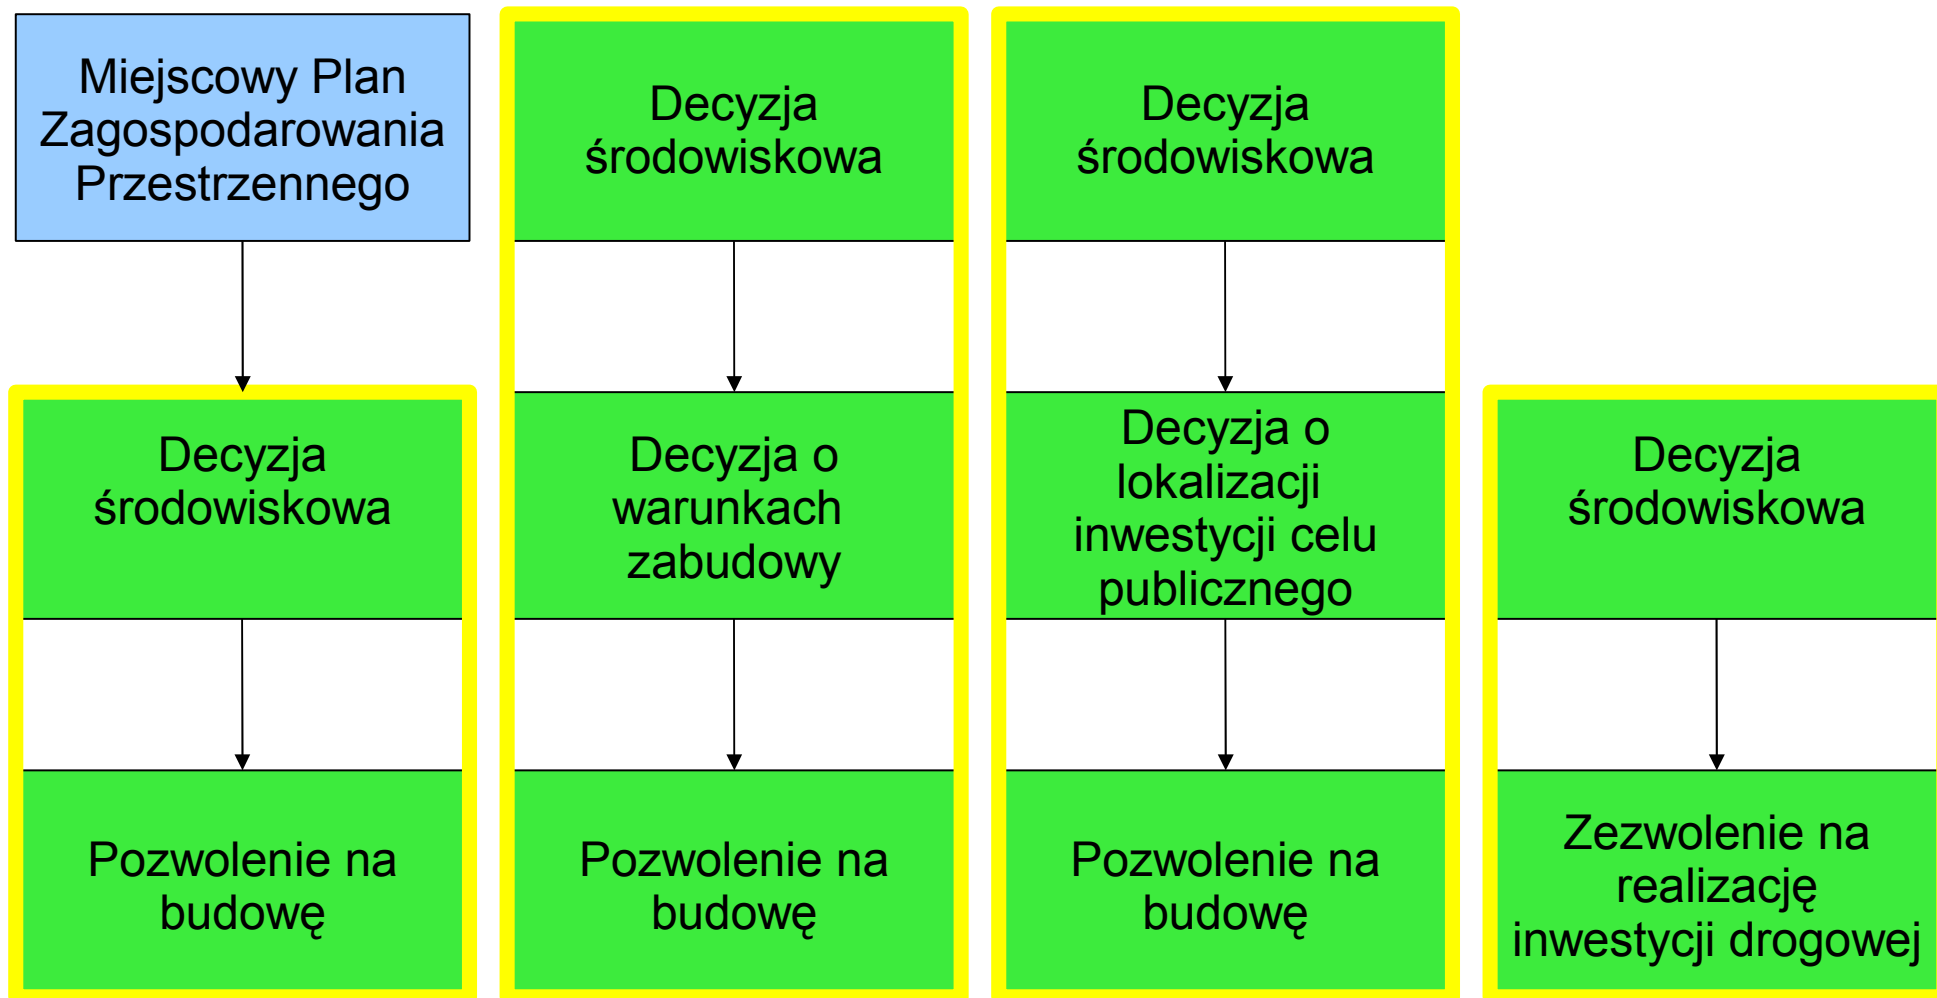 Miejscowy Plan
Zagospodarowania
Przestrzennego
Decyzja
środowiskowa
Pozwolenie na
budowę
Decyzja
środowiskowa
Decyzja o
warunkach
zabudowy
Pozwolenie na
budowę
Decyzja
środowiskowa
Decyzja o
lokalizacji
inwestycji celu
publicznego
Pozwolenie na
budowę
Decyzja
środowiskowa
Zezwolenie na
realizację
inwestycji drogowej